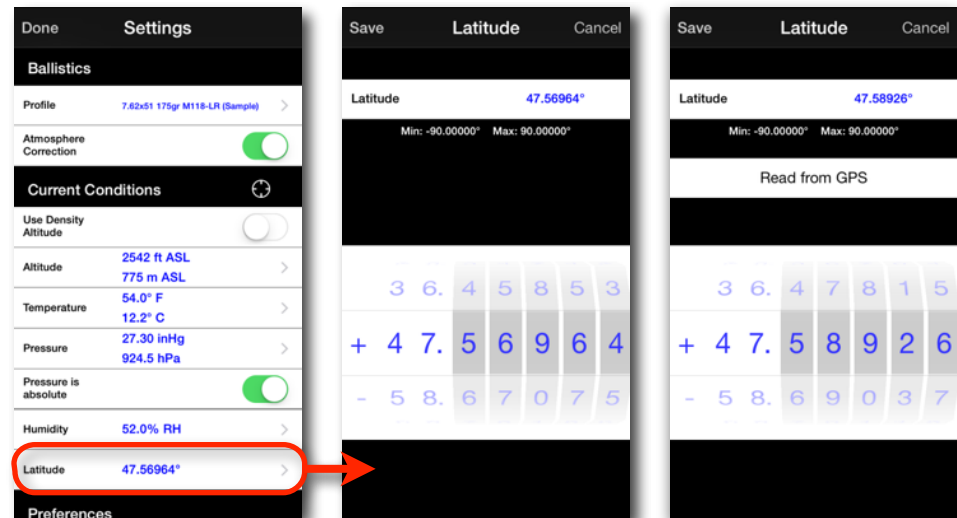 Done Settings
Ballistics
Profile 7.62x51 175gr M118-LR (Sample)
Atmosphere
Correction
Current Conditions
Use Density
Altitude
Altitude 2542 ft ASL
775 m ASL
Temperature 54.0° F
12.2° C
Pressure 27.30 inHg
924.5 hPa
Pressure is
absolute
Humidity 52.0% RH
Latitude 47.56964°
Preferences
Save Latitude Cancel
Latitude 47.56964°
Min: -90.00000° Max: 90.00000°
3 6. 4 5 8 5 3
+ 4 7. 5 6 9 6 4
- 5 8. 6 7 0 7 5
Save Latitude Cancel
Latitude 47.58926°
Min: -90.00000° Max: 90.00000°
Read from GPS
3 6. 4 7 8 1 5
+ 4 7. 5 8 9 2 6
- 5 8. 6 9 0 3 7